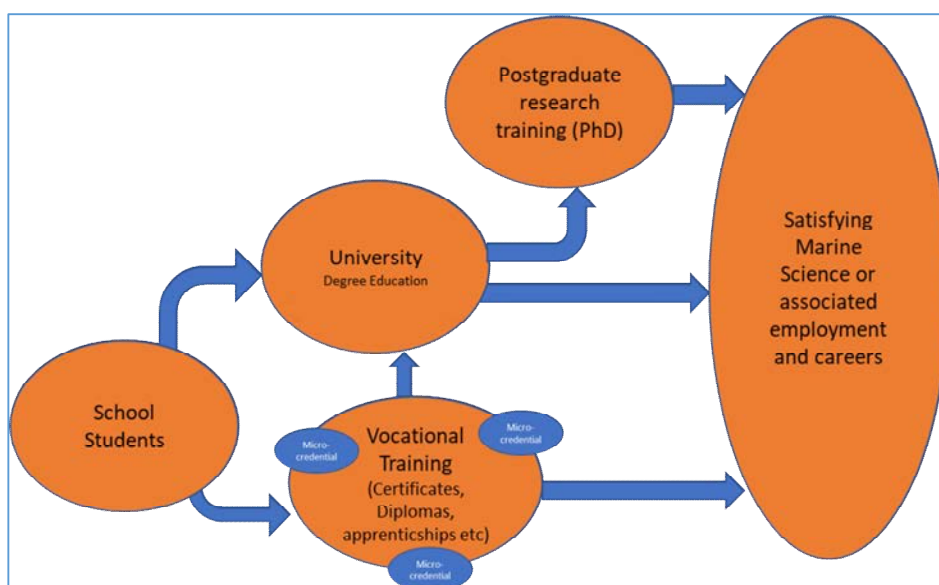 Postgraduate
research
training (PhD)
Satisfying
Marine
Science or
associated
employment
and careers
University
Degree Education
School
Students
Vocational
Training
(Certificates,
Diplomas,
apprenticships etc)
Micro-
credential
Micro-
credential
Micro-
credential